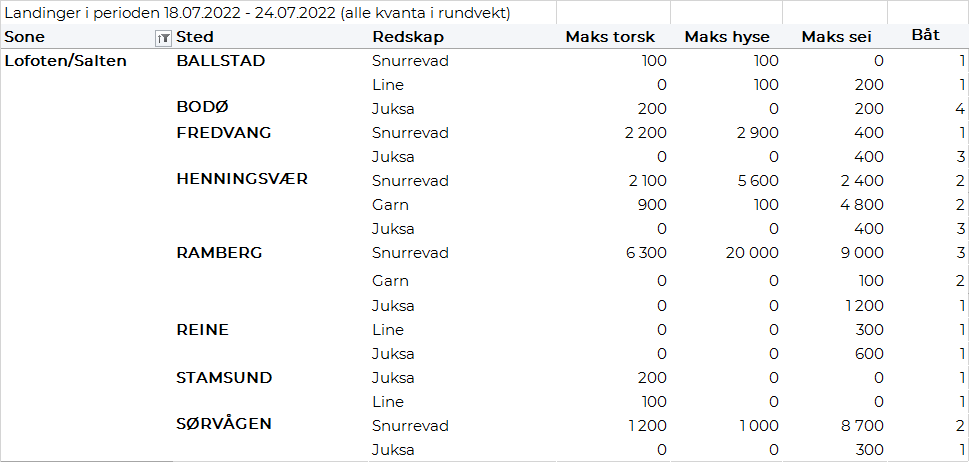 Landinger i perioden 18.07.2022 - 24.07.2022 (alle kvanta i rundvekt)
Sone Sted Redskap Maks torsk Maks hyse Maks sei Båt
Lofoten/Salten BALLSTAD Snurrevad 100 100 0 1
Line 0 100 200 1
BODØ Juksa 200 0 200 4
FREDVANG Snurrevad 2 200 2 900 400 1
Juksa 0 0 400 3
HENNINGSVÆR Snurrevad 2 100 5 600 2 400 2
Garn 900 100 4 800 2
Juksa 0 0 400 3
RAMBERG Snurrevad 6 300 20 000 9 000 3
Garn 0 0 100 2
Juksa 0 0 1 200 1
REINE Line 0 0 300 1
Juksa 0 0 600 1
STAMSUND Juksa 200 0 0 1
Line 100 0 0 1
SØRVÅGEN Snurrevad 1 200 1 000 8 700 2
Juksa 0 0 300 1